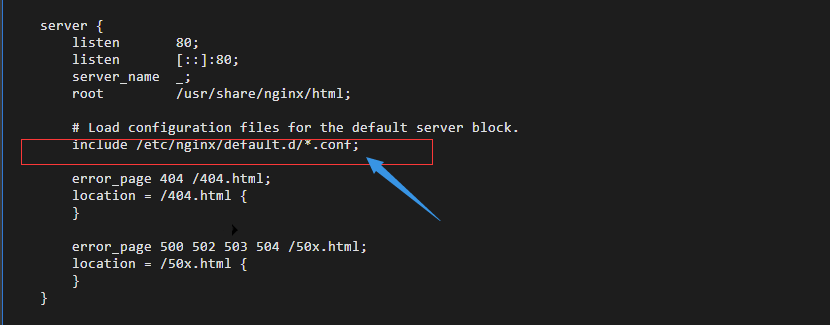 server {
listen 80;
listen [::]:80;
server_name _;
root /usr/share/nginx/html;
# Load configuration files for the default server block.
include /etc/nginx/default.d/*.conf;
error_page 404 /404.html;
location = /404.html {
}
error_page 500 502 503 504 /50x.html;
location = /50x.html {
}
}